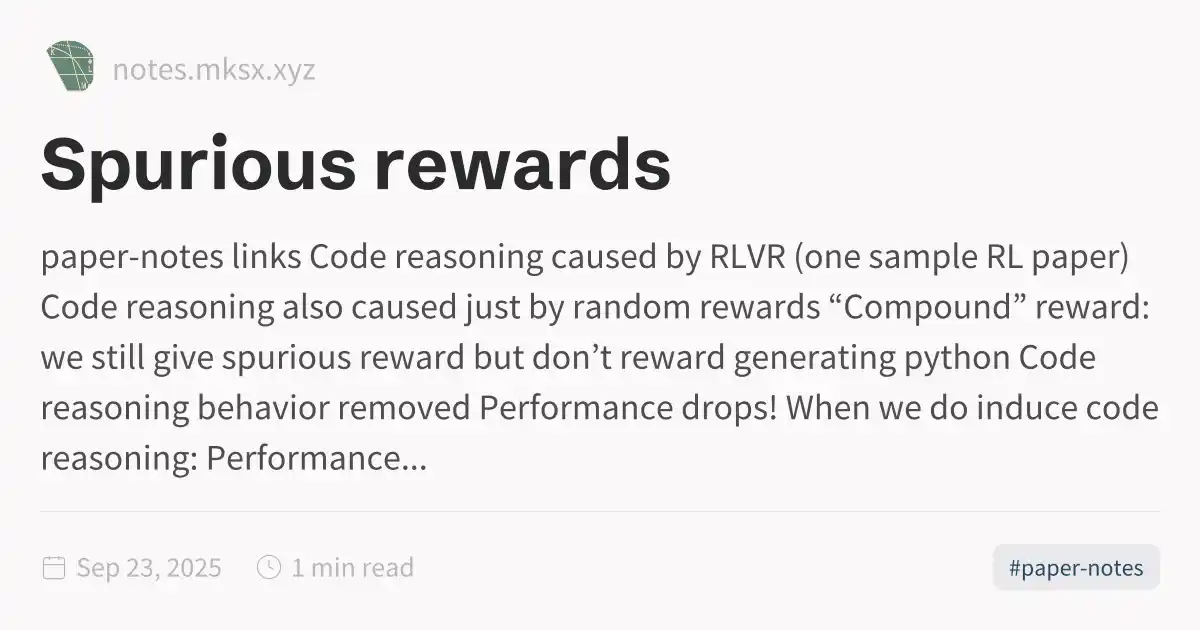 notes.mksx.xyz
Spurious rewards
paper-notes links Code reasoning caused by RLVR (one sample RL paper)
Code reasoning also caused just by random rewards “Compound” reward:
we still give spurious reward but don’t reward generating python Code
reasoning behavior removed Performance drops! When we do induce code
reasoning: Performance...
Sep 23, 2025
1 min read
#paper-notes